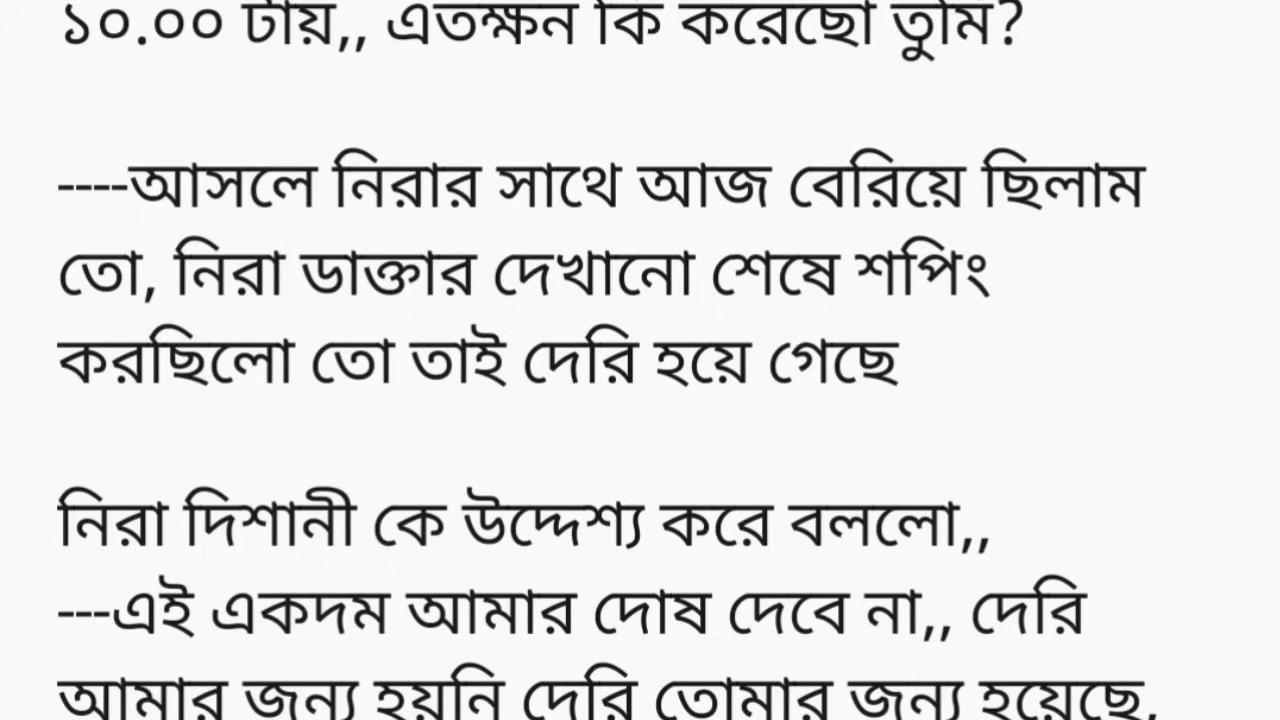 ১০.০০ টায়,, এতক্ষন কি করেছো তুমি?
----আসলে নিরার সাথে আজ বেরিয়ে ছিলাম
তো, নিরা ডাক্তার দেখানো শেষে শপিং
করছিলো তো তাই দেরি হয়ে গেছে
নিরা দিশানী কে উদ্দেশ্য করে বললো,,
---এই একদম আমার দোষ দেবে না,, দেরি
আমার জন্য হয়নি দেরি তোমার জন্য হয়েছে,